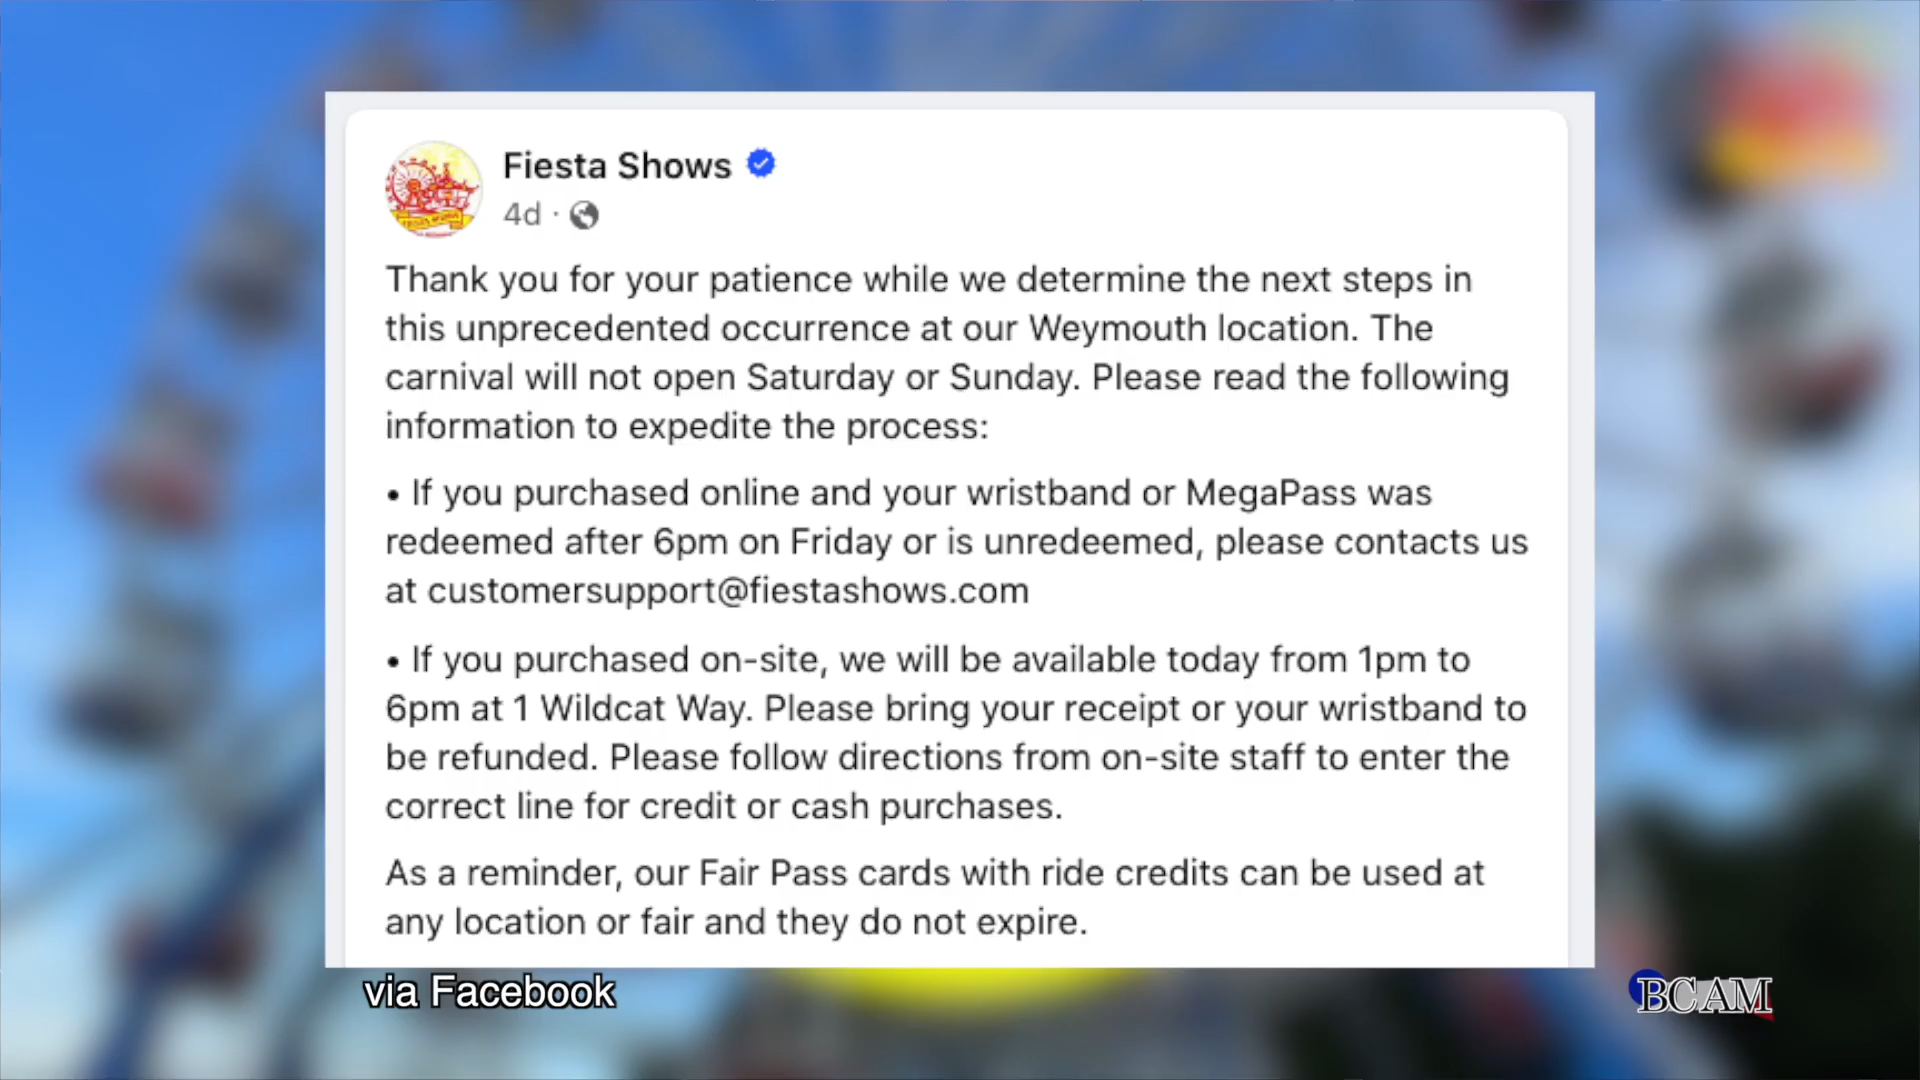 Fiesta Shows
4d ·
Thank you for your patience while we determine the next steps in
this unprecedented occurrence at our Weymouth location. The
carnival will not open Saturday or Sunday. Please read the following
information to expedite the process:
• If you purchased online and your wristband or MegaPass was
redeemed after 6pm on Friday or is unredeemed, please contacts us
at customersupport@fiestashows.com
• If you purchased on-site, we will be available today from 1pm to
6pm at 1 Wildcat Way. Please bring your receipt or your wristband to
be refunded. Please follow directions from on-site staff to enter the
correct line for credit or cash purchases.
As a reminder, our Fair Pass cards with ride credits can be used at
any location or fair and they do not expire.
via Facebook
BCAM